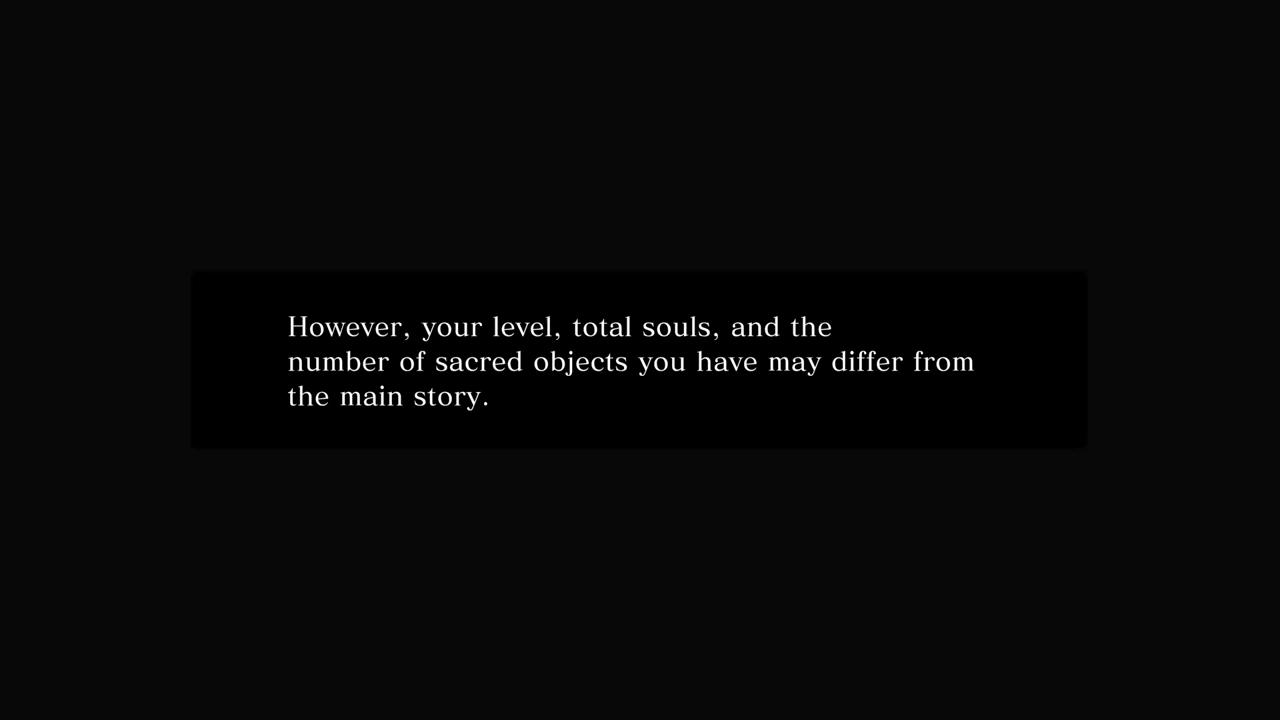 However, your level, total souls, and the
number of sacred objects you have may differ from
the main story.